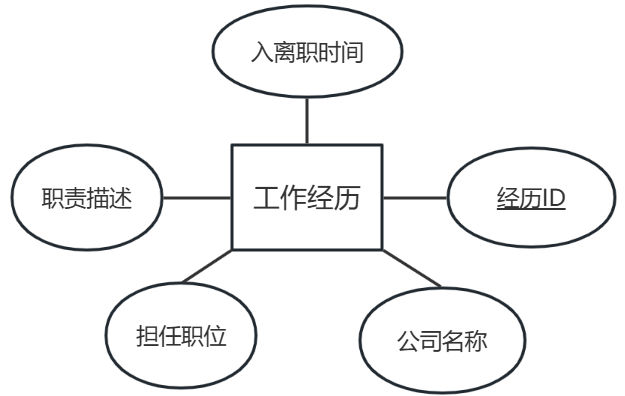 入离职时间
职责描述
工作经历
经历ID
担任职位
公司名称